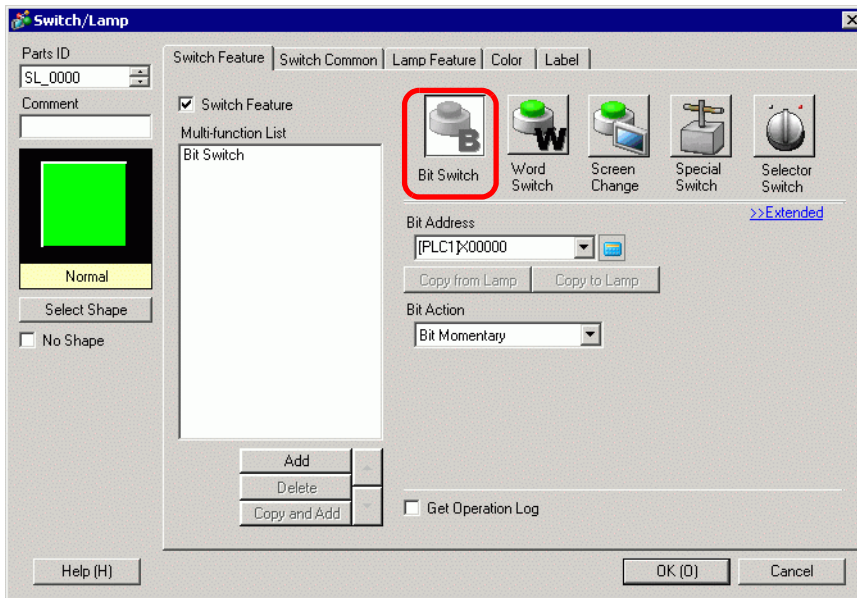 Switch/Lamp
Parts ID
SL_0000
Comment
Normal
Select Shape
No Shape
Switch Feature
Switch Common
Lamp Feature
Color
Label
Switch Feature
Multi-function List
Bit Switch
Add
Delete
Copy and Add
B
Bit Switch
W
Word
Switch
Screen
Change
Special
Switch
Selector
Switch
>>Extended
Bit Address
[PLC1]X00000
Copy from Lamp
Copy to Lamp
Bit Action
Bit Momentary
Get Operation Log
Help (H)
OK (O)
Cancel